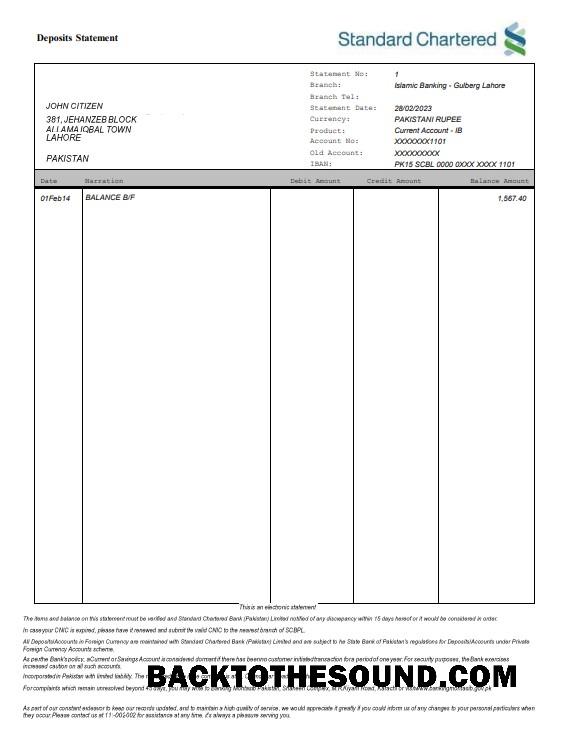 Deposits Statement
Standard Chartered
Statement No: 1
Branch: Islamic Banking - Gulberg Lahore
Branch Tel:
JOHN CITIZEN
Statement Date: 28/02/2023
381, JEHANZEB BLOCK
Currency: PAKISTANI RUPEE
ALLAMA IQBAL TOWN
Product: Current Account - IB
LAHORE
Account No: XXXXXXX1101
Old Account: XXXXXXXXX
PAKISTAN
IBAN: PK15 SCBL 0000 0XXX XXXX 1101
Date Narration Debit Amount Credit Amount Balance Amount
01Feb14 BALANCE B/F 1,567.40
This is an electronic statement
The items and balance on this statement must be verified and Standard Chartered Bank (Pakistan) Limited notified of any discrepancy within 15 days hereof or it would be considered in order.
In case your CNIC is expired, please have it renewed and submit the valid CNIC to the nearest branch of SCBPL.
All Deposits/Accounts in Foreign Currency are maintained with Standard Chartered Bank (Pakistan) Limited and are subject to he State Bank of Pakistan's regulations for Deposits/Accounts under Private
Foreign Currency Accounts scheme.
As per the Bank's policy, a Current or Savings Account is considered dormant if there has been no customer initiated transaction for a period of one year. For security purposes, the Bank exercises
increased caution on all such accounts.
Incorporated in Pakistan with limited liability. The
BACKTOTHESOUND.COM
For complaints which remain unresolved beyond 45 days, you may write to Banking Mohtasib Pakistan, Shaheen Complex, M.R.Kiyani Road, Karachi or visit www.bankingmohtasib.gov.pk
As part of our constant endeavor to keep our records updated, and to maintain a high quality of service, we would appreciate it greatly if you could inform us of any changes to your personal particulars when
they occur. Please contact us at 111-002-002 for assistance at any time, it's always a pleasure serving you.